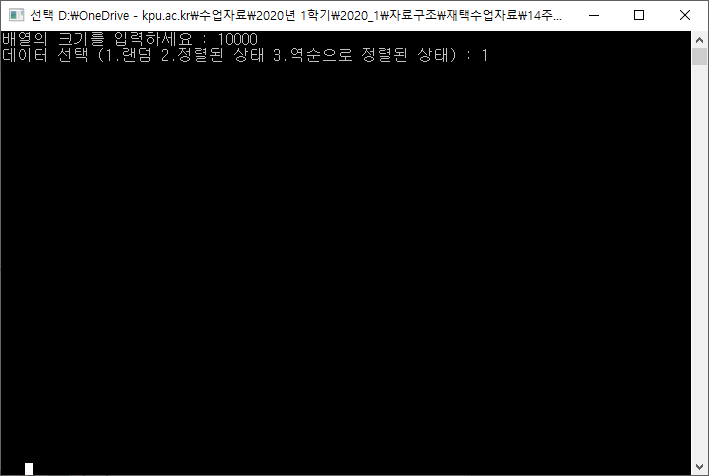 선택 D:₩OneDrive - kpu.ac.kr₩수업자료₩2020년 1학기₩2020_1₩자료구조₩재택수업자료₩14주...
배열의 크기를 입력하세요 : 10000
데이터 선택 (1.랜덤 2.정렬된 상태 3.역순으로 정렬된 상태) : 1